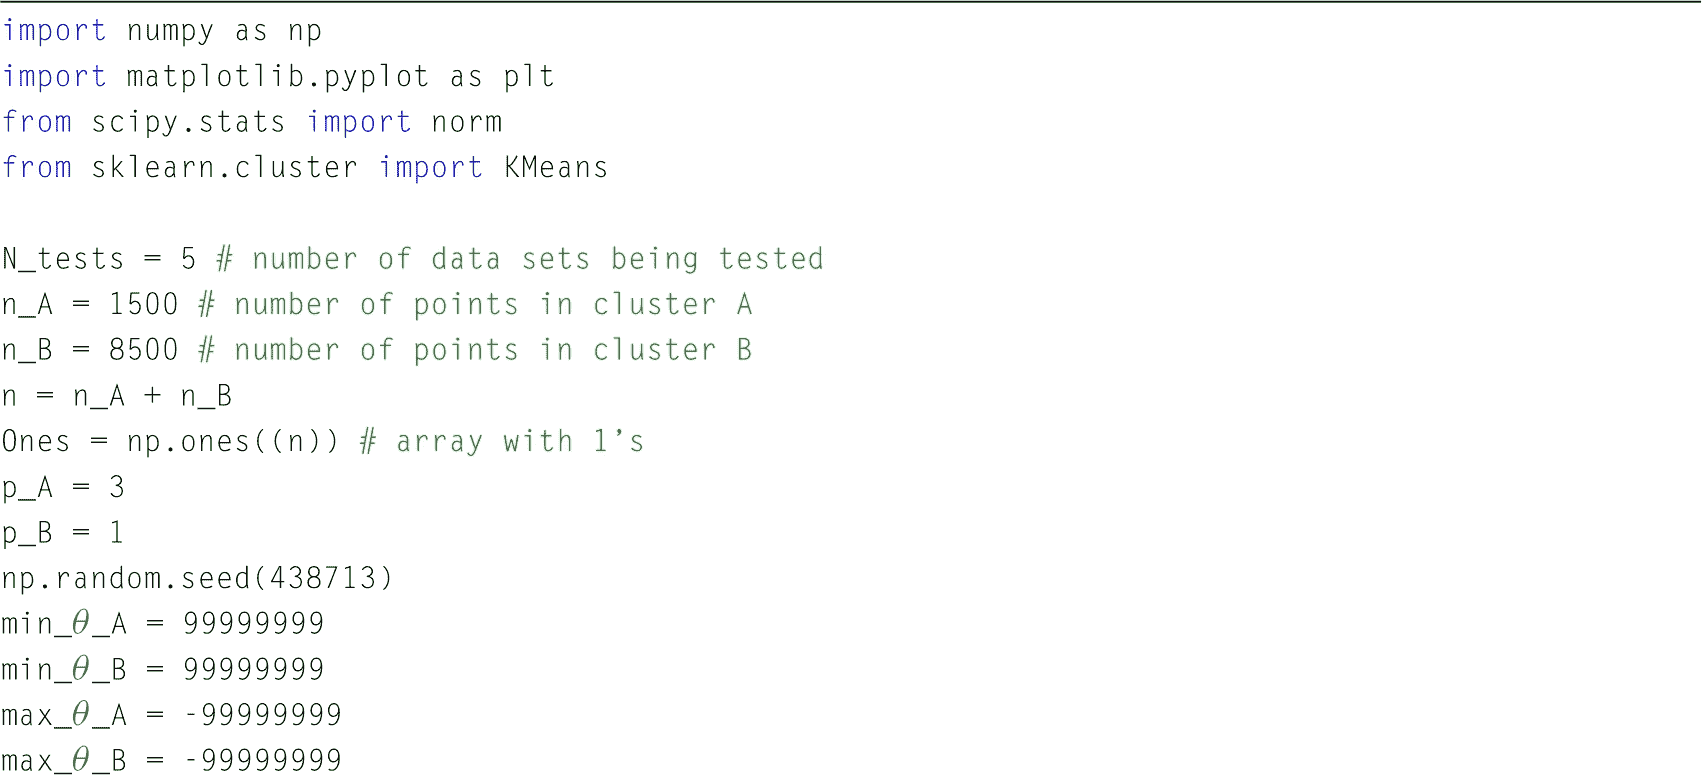 import numpy as np
import matplotlib.pyplot as plt
from scipy.stats import norm
from sklearn.cluster import KMeans
N_tests = 5 # number of data sets being tested
n_A = 1500 # number of points in cluster A
n_B = 8500 # number of points in cluster B
n = n_A + n_B
Ones = np.ones((n)) # array with 1’s
p_A = 3
p_B = 1
np.random.seed(438713)
min_θ_A = 99999999
min_θ_B = 99999999
max_θ_A = -99999999
max_θ_B = -99999999